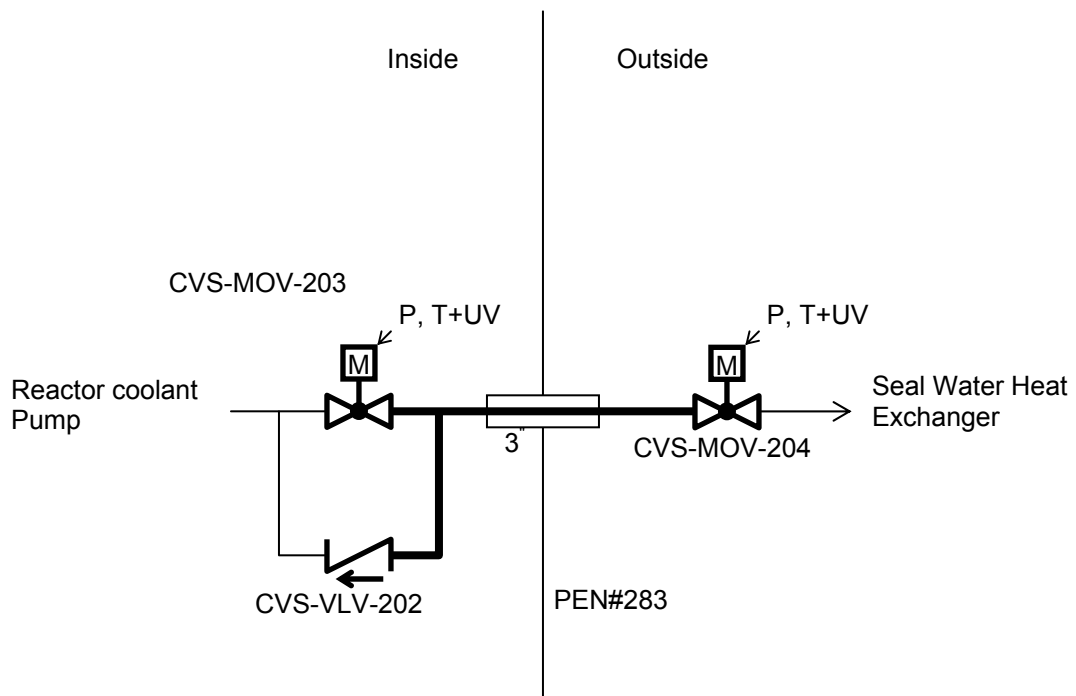 Inside
Outside
CVS-MOV-203
P, T+UV
P, T+UV
M
M
Reactor coolant
Pump
Seal Water Heat
Exchanger
3"
CVS-MOV-204
CVS-VLV-202
PEN#283